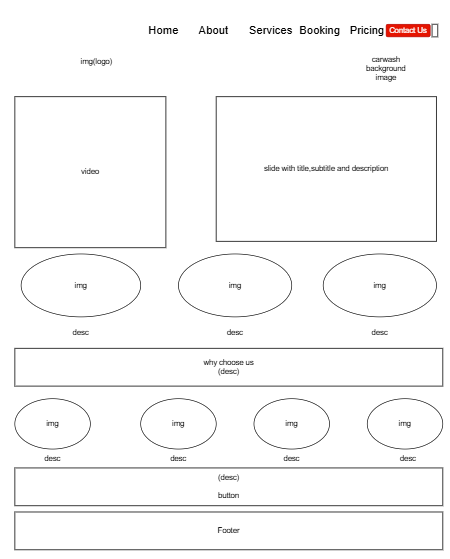 Home About Services Booking Pricing Contact Us
img(logo)
carwash
background
image
video
slide with title,subtitle and description
img img img
desc desc desc
why choose us
(desc)
img img img img
desc desc desc desc
(desc)
button
Footer